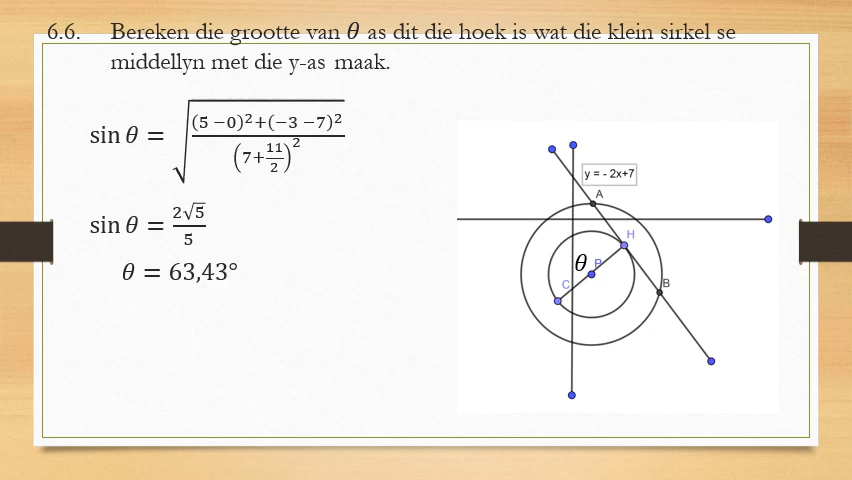 6.6. Bereken die grootte van θ as dit die hoek is wat die klein sirkel se
middellyn met die y-as maak.
sin θ = √((5 −0)²+(−3 −7)² / (7+11/2)²)
sin θ = 2√5/5
θ = 63,43°
y = - 2x+7
A
H
θ P
C
B